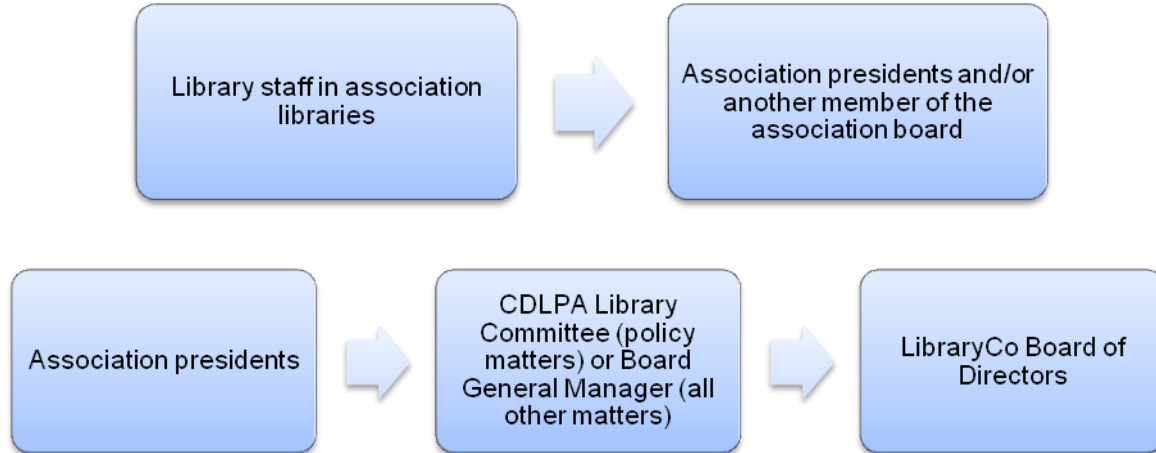 Library staff in association
libraries
Association presidents and/or
another member of the
association board
Association presidents
CDLPA Library
Committee (policy
matters) or Board
General Manager (all
other matters)
LibraryCo Board of
Directors